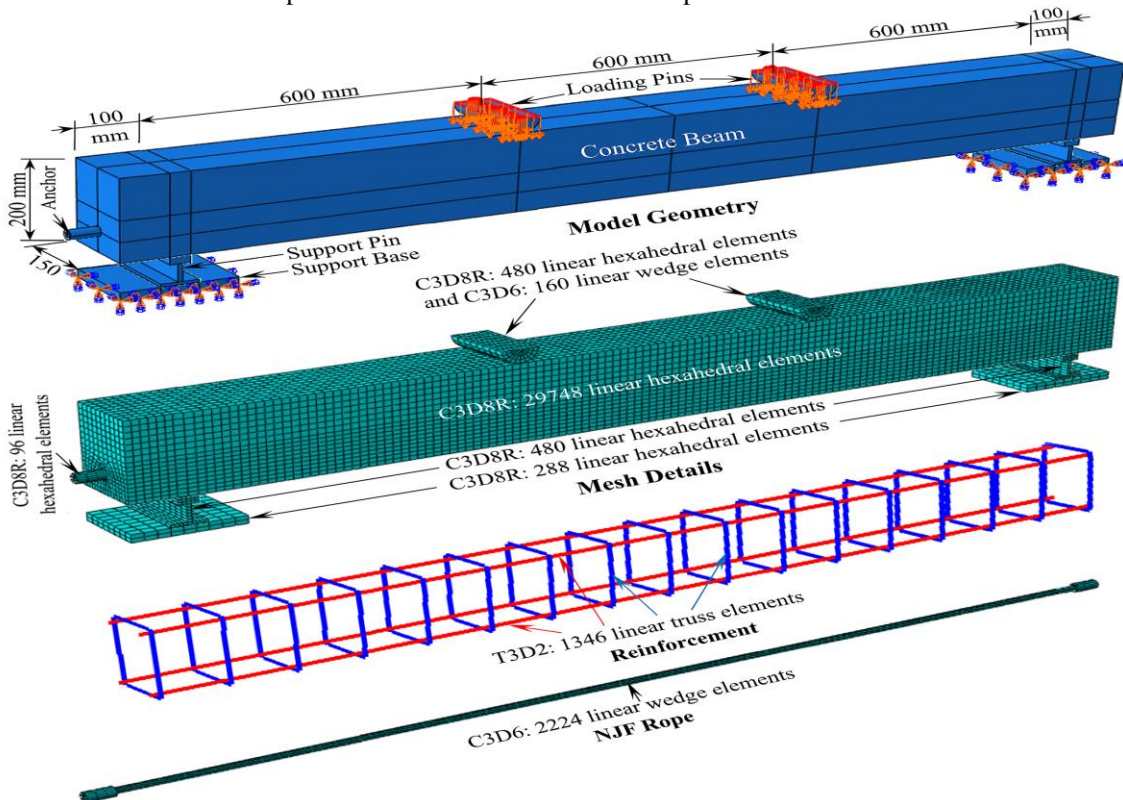 100
mm
600 mm
600 mm
600 mm
100
mm
Loading Pins
Concrete Beam
200 mm
Anchor
150
Support Pin
Support Base
Model Geometry
C3D8R: 480 linear hexahedral elements
and C3D6: 160 linear wedge elements
C3D8R: 29748 linear hexahedral elements
C3D8R: 96 linear
hexahedral elements
C3D8R: 480 linear hexahedral elements
C3D8R: 288 linear hexahedral elements
Mesh Details
T3D2: 1346 linear truss elements
Reinforcement
C3D6: 2224 linear wedge elements
NJF Rope